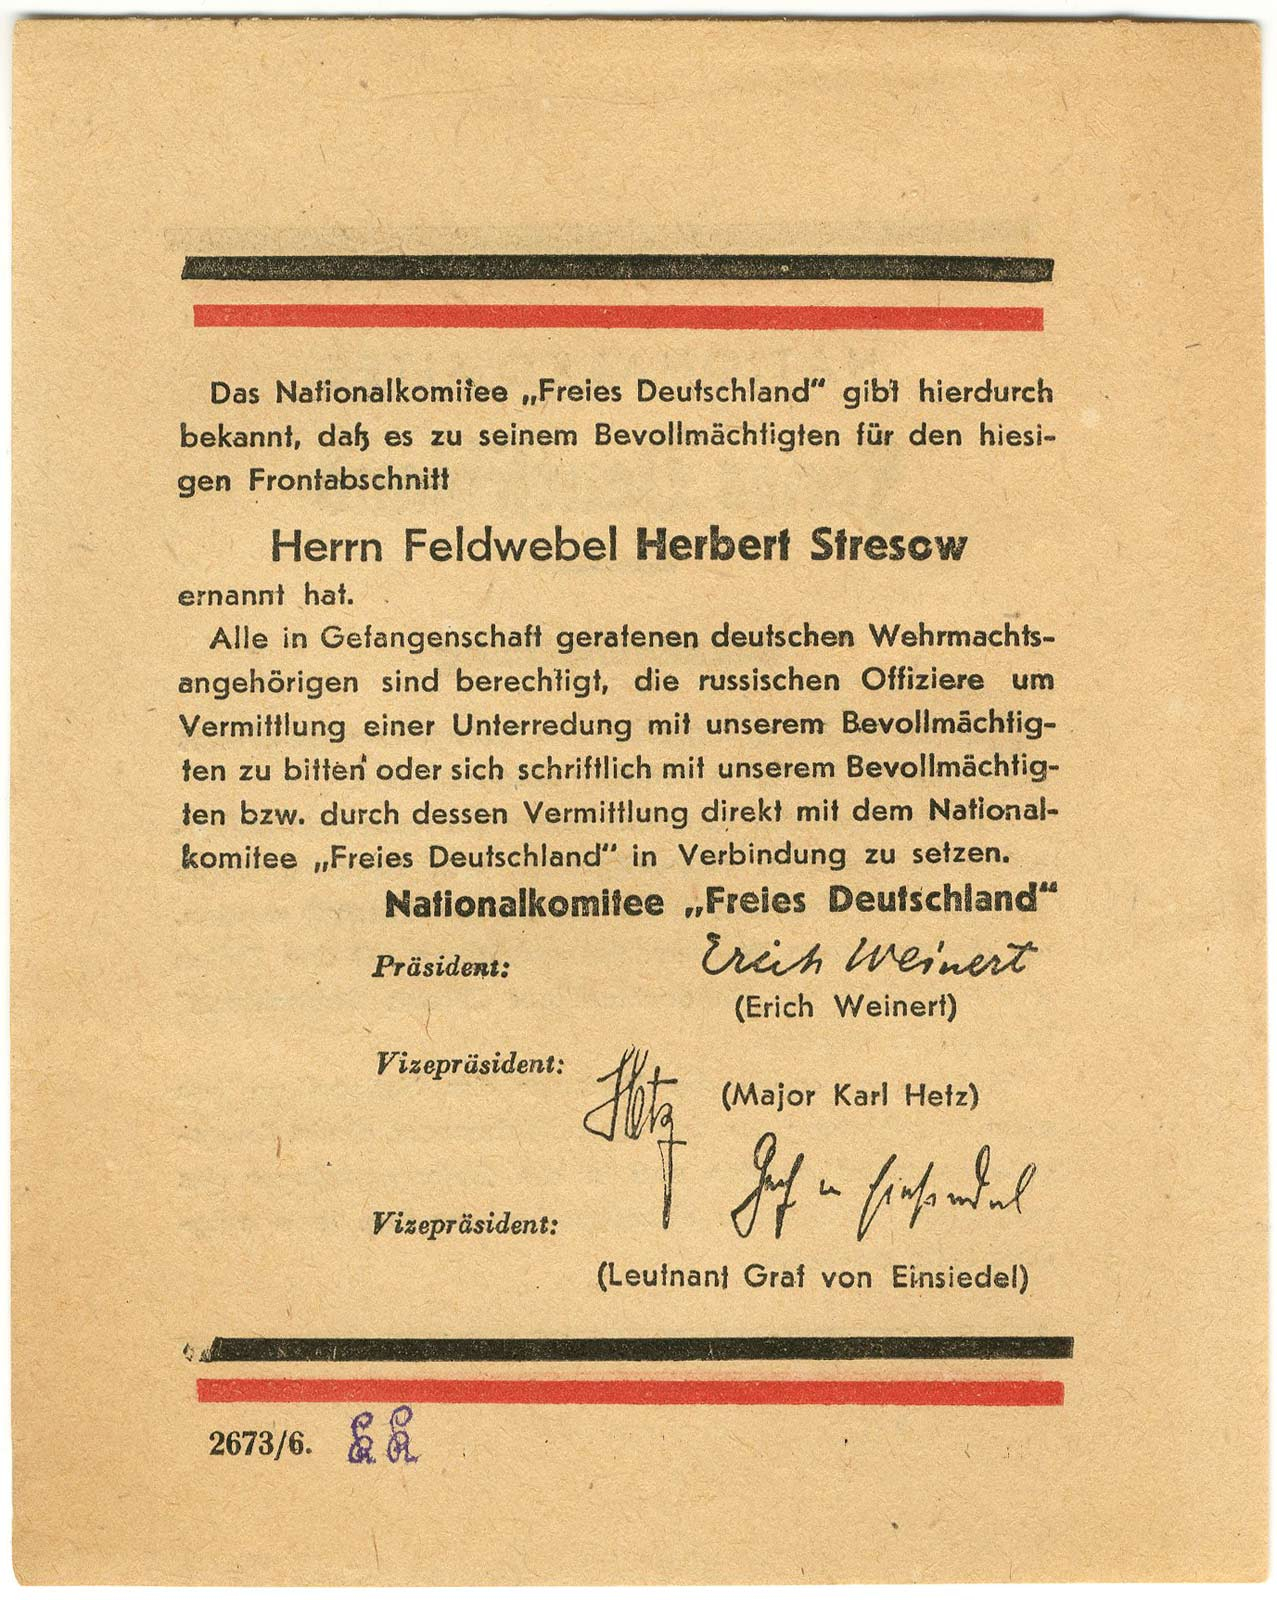 Das Nationalkomitee „Freies Deutschland“ gibt hierdurch
bekannt, daß es zu seinem Bevollmächtigten für den hiesi-
gen Frontabschnitt
Herrn Feldwebel Herbert Stresow
ernannt hat.
Alle in Gefangenschaft geratenen deutschen Wehrmachts-
angehörigen sind berechtigt, die russischen Offiziere um
Vermittlung einer Unterredung mit unserem Bevollmächtig-
ten zu bitten oder sich schriftlich mit unserem Bevollmächtig-
ten bzw. durch dessen Vermittlung direkt mit dem National-
komitee „Freies Deutschland“ in Verbindung zu setzen.
Nationalkomitee „Freies Deutschland“
Präsident: Erich Weinert
(Erich Weinert)
Vizepräsident: Hetz (Major Karl Hetz)
Vizepräsident: Graf v Einsiedel
(Leutnant Graf von Einsiedel)
2673/6.